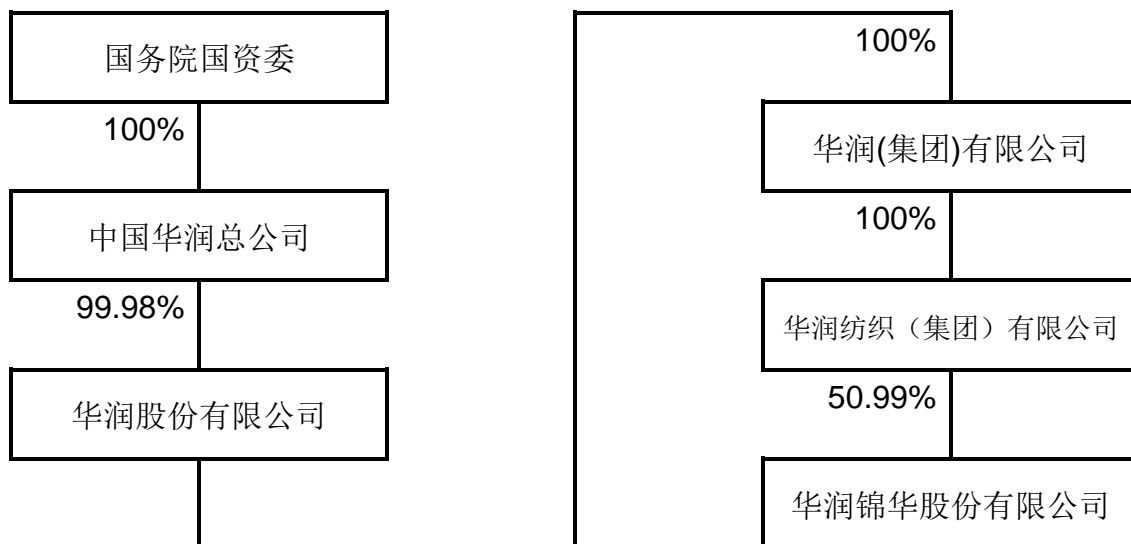 国务院国资委
100%
中国华润总公司
99.98%
华润股份有限公司
100%
华润(集团)有限公司
100%
华润纺织（集团）有限公司
50.99%
华润锦华股份有限公司